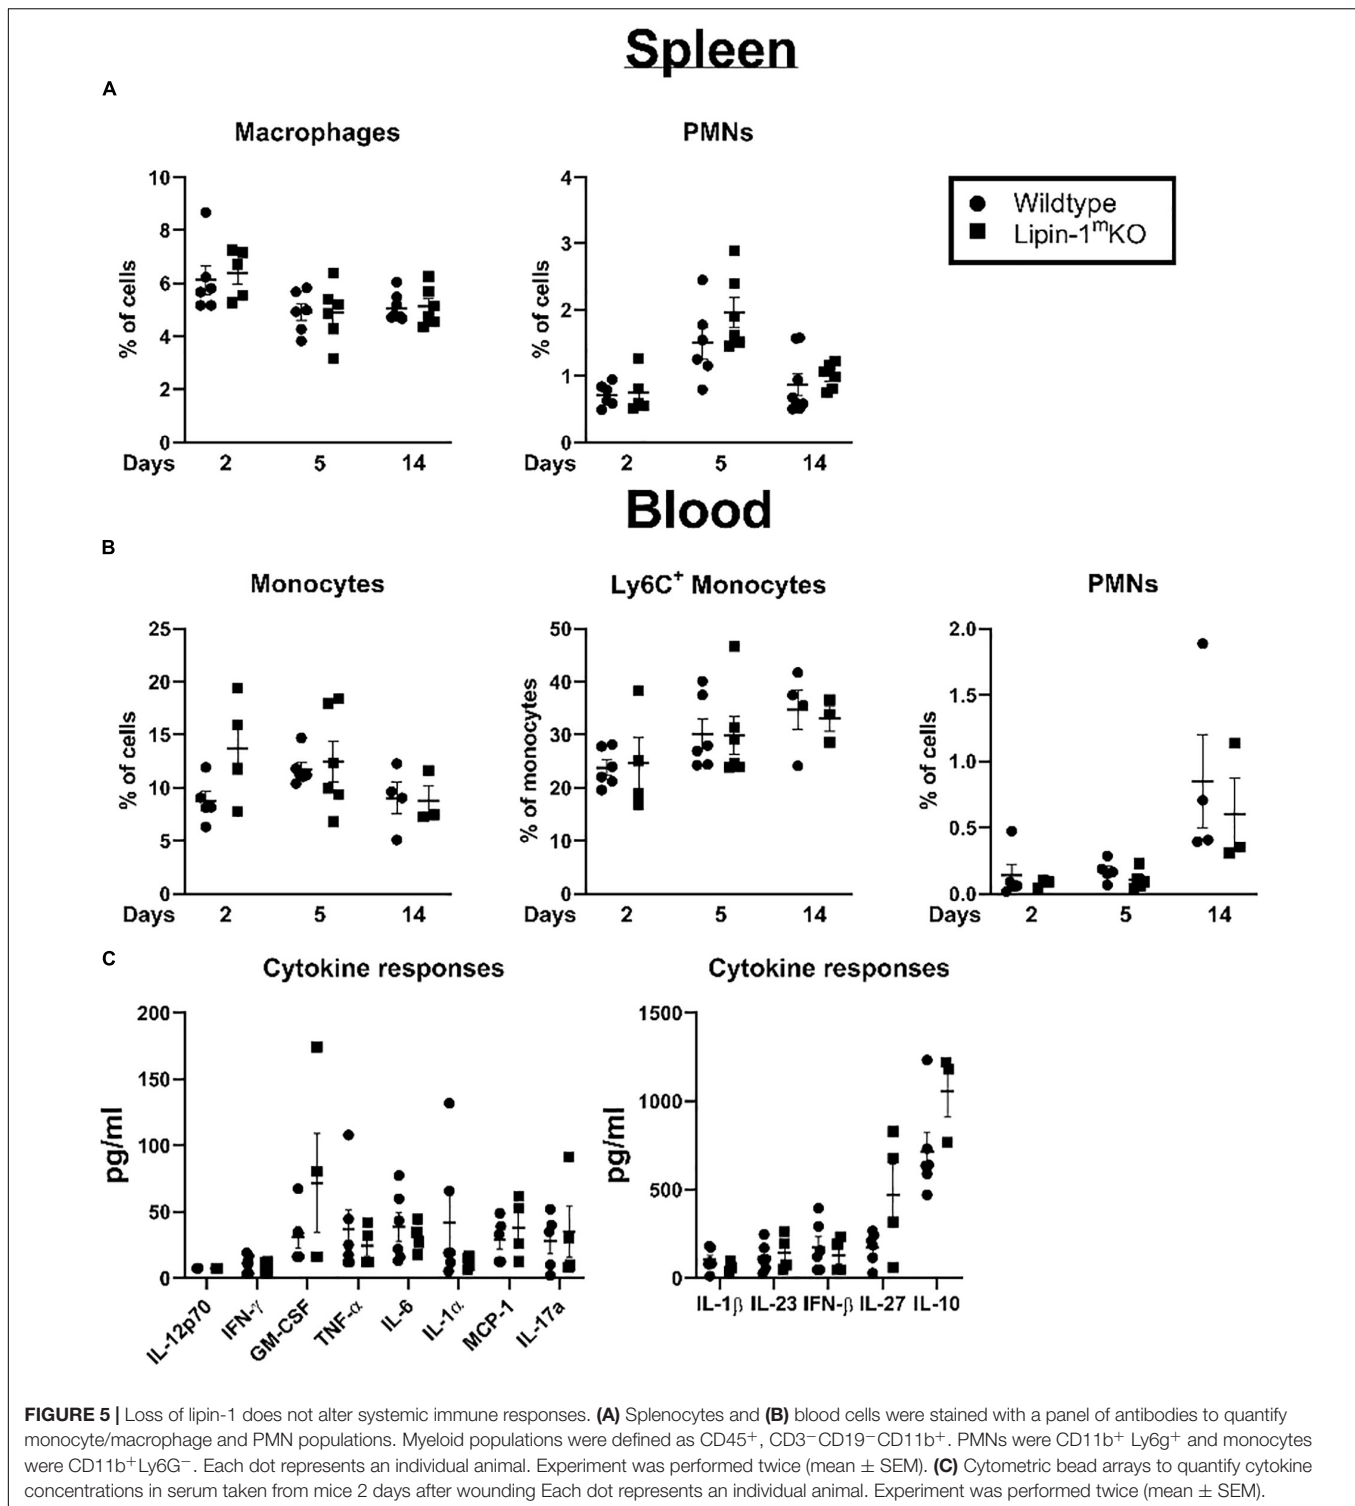 Spleen
A
Macrophages
PMNs
Wildtype
Lipin-1ᵐKO
% of cells
10
8
6
4
2
0
Days 2 5 14
% of cells
4
3
2
1
0
Days 2 5 14
Blood
B
Monocytes
Ly6C⁺ Monocytes
PMNs
% of cells
25
20
15
10
5
0
Days 2 5 14
% of monocytes
50
40
30
20
10
0
Days 2 5 14
% of cells
2.0
1.5
1.0
0.5
0.0
Days 2 5 14
C
Cytokine responses
Cytokine responses
pg/ml
200
150
100
50
0
IL-12p70 IFN-γ GM-CSF TNF-α IL-6 IL-1α MCP-1 IL-17a
pg/ml
1500
1000
500
0
IL-1β IL-23 IFN-β IL-27 IL-10
FIGURE 5 | Loss of lipin-1 does not alter systemic immune responses. (A) Splenocytes and (B) blood cells were stained with a panel of antibodies to quantify
monocyte/macrophage and PMN populations. Myeloid populations were defined as CD45⁺, CD3⁻CD19⁻CD11b⁺. PMNs were CD11b⁺ Ly6g⁺ and monocytes
were CD11b⁺Ly6G⁻. Each dot represents an individual animal. Experiment was performed twice (mean ± SEM). (C) Cytometric bead arrays to quantify cytokine
concentrations in serum taken from mice 2 days after wounding Each dot represents an individual animal. Experiment was performed twice (mean ± SEM).